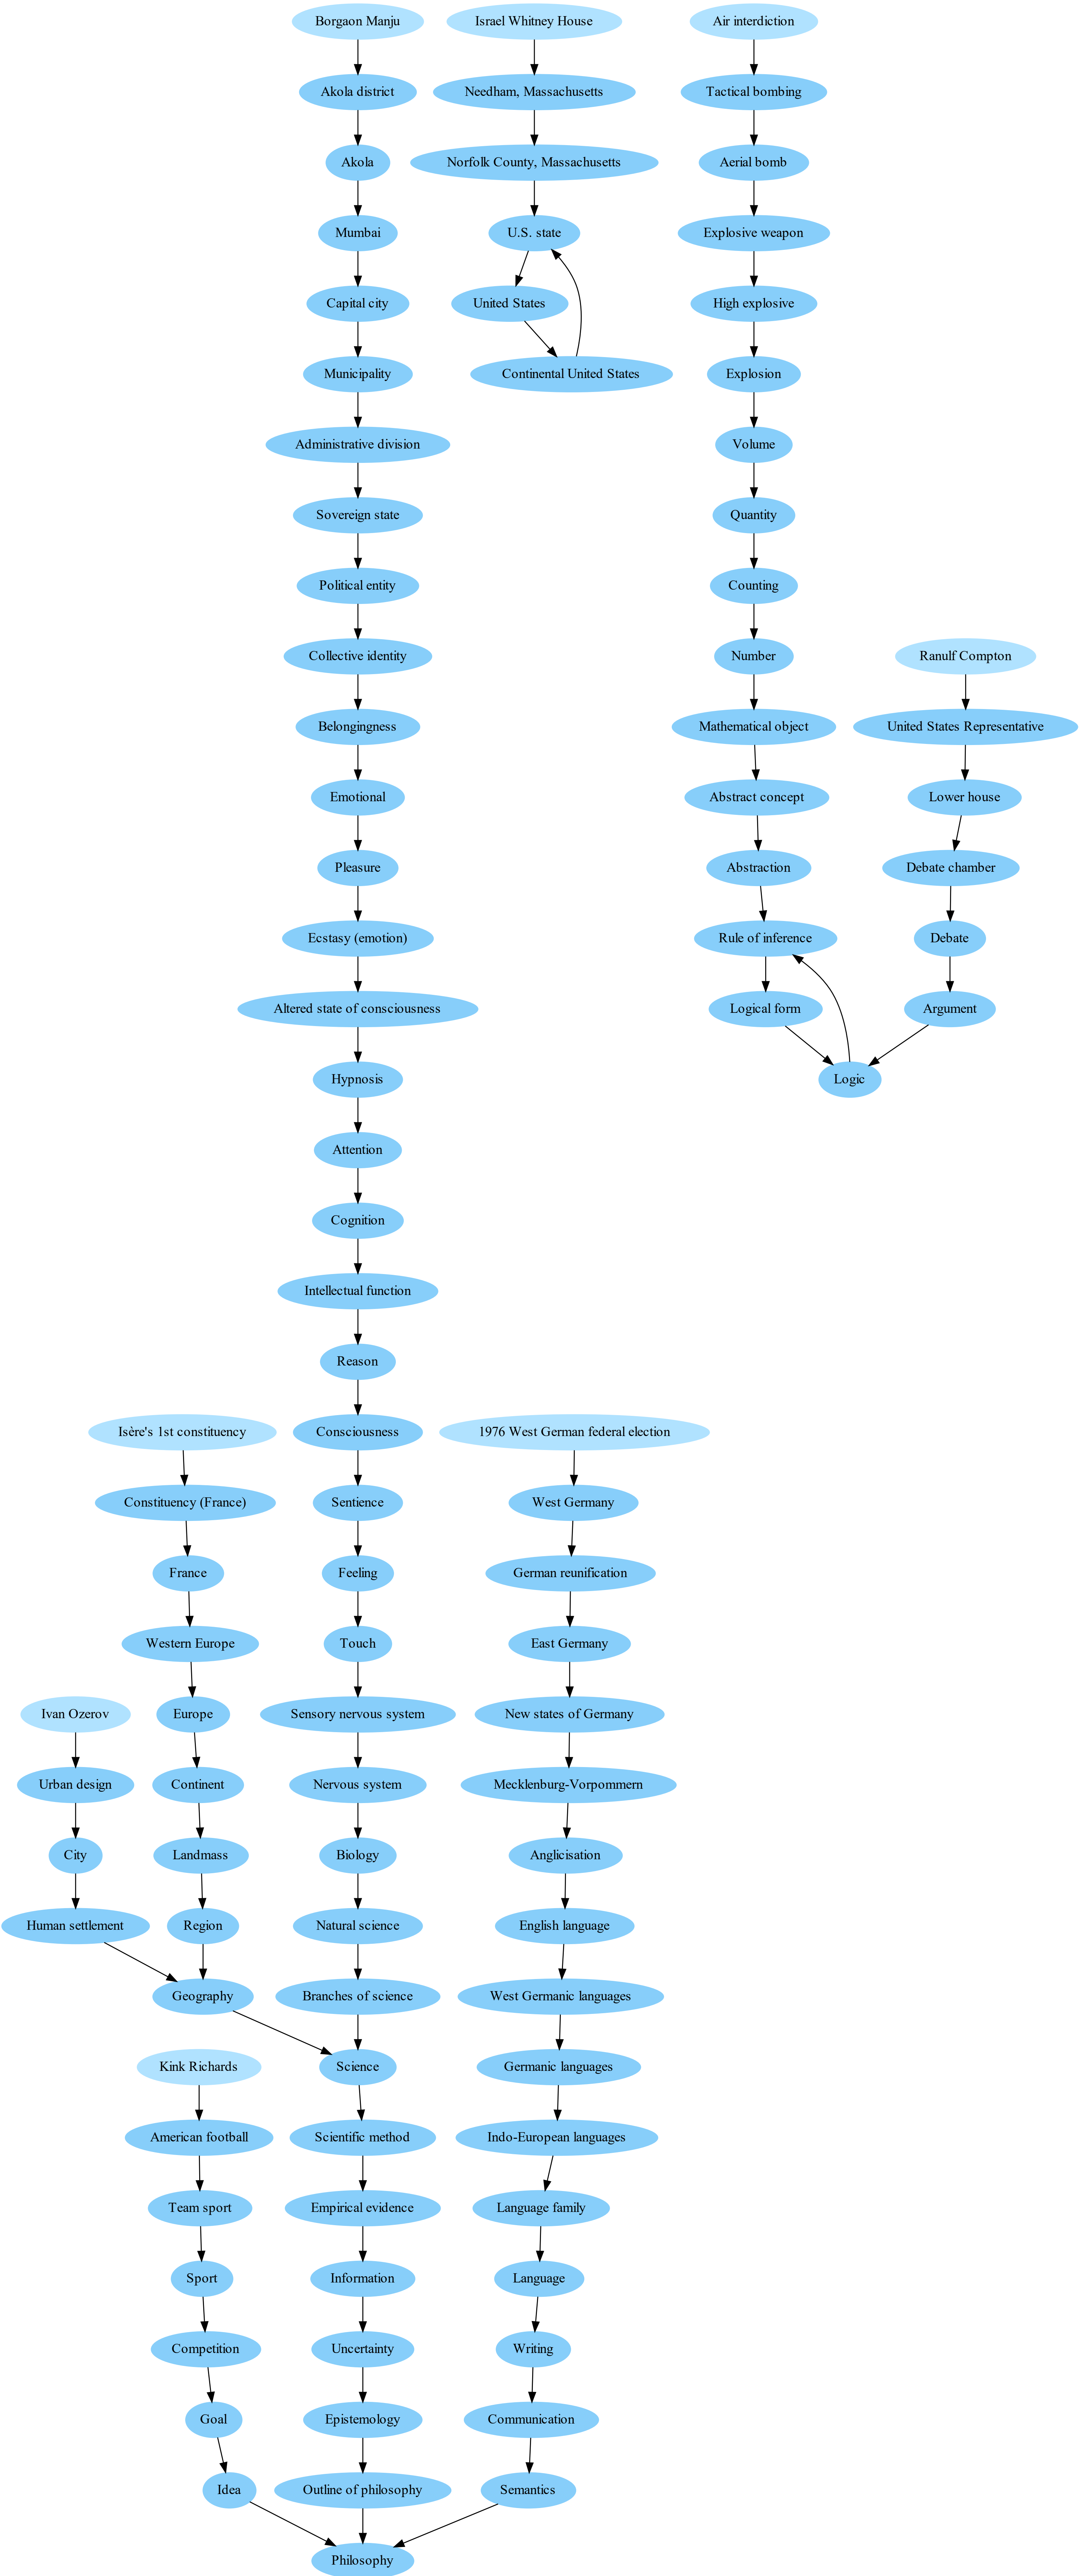 Borgaon Manju
Israel Whitney House
Air interdiction
Akola district
Needham, Massachusetts
Tactical bombing
Akola
Norfolk County, Massachusetts
Aerial bomb
Mumbai
U.S. state
Explosive weapon
Capital city
United States
High explosive
Municipality
Continental United States
Explosion
Administrative division
Volume
Sovereign state
Quantity
Political entity
Counting
Collective identity
Number
Ranulf Compton
Belongingness
Mathematical object
United States Representative
Emotional
Abstract concept
Lower house
Pleasure
Abstraction
Debate chamber
Ecstasy (emotion)
Rule of inference
Debate
Altered state of consciousness
Logical form
Argument
Hypnosis
Logic
Attention
Cognition
Intellectual function
Reason
Isère's 1st constituency
Consciousness
1976 West German federal election
Constituency (France)
Sentience
West Germany
France
Feeling
German reunification
Western Europe
Touch
East Germany
Ivan Ozerov
Europe
Sensory nervous system
New states of Germany
Urban design
Continent
Nervous system
Mecklenburg-Vorpommern
City
Landmass
Biology
Anglicisation
Human settlement
Region
Natural science
English language
Geography
Branches of science
West Germanic languages
Kink Richards
Science
Germanic languages
American football
Scientific method
Indo-European languages
Team sport
Empirical evidence
Language family
Sport
Information
Language
Competition
Uncertainty
Writing
Goal
Epistemology
Communication
Idea
Outline of philosophy
Semantics
Philosophy